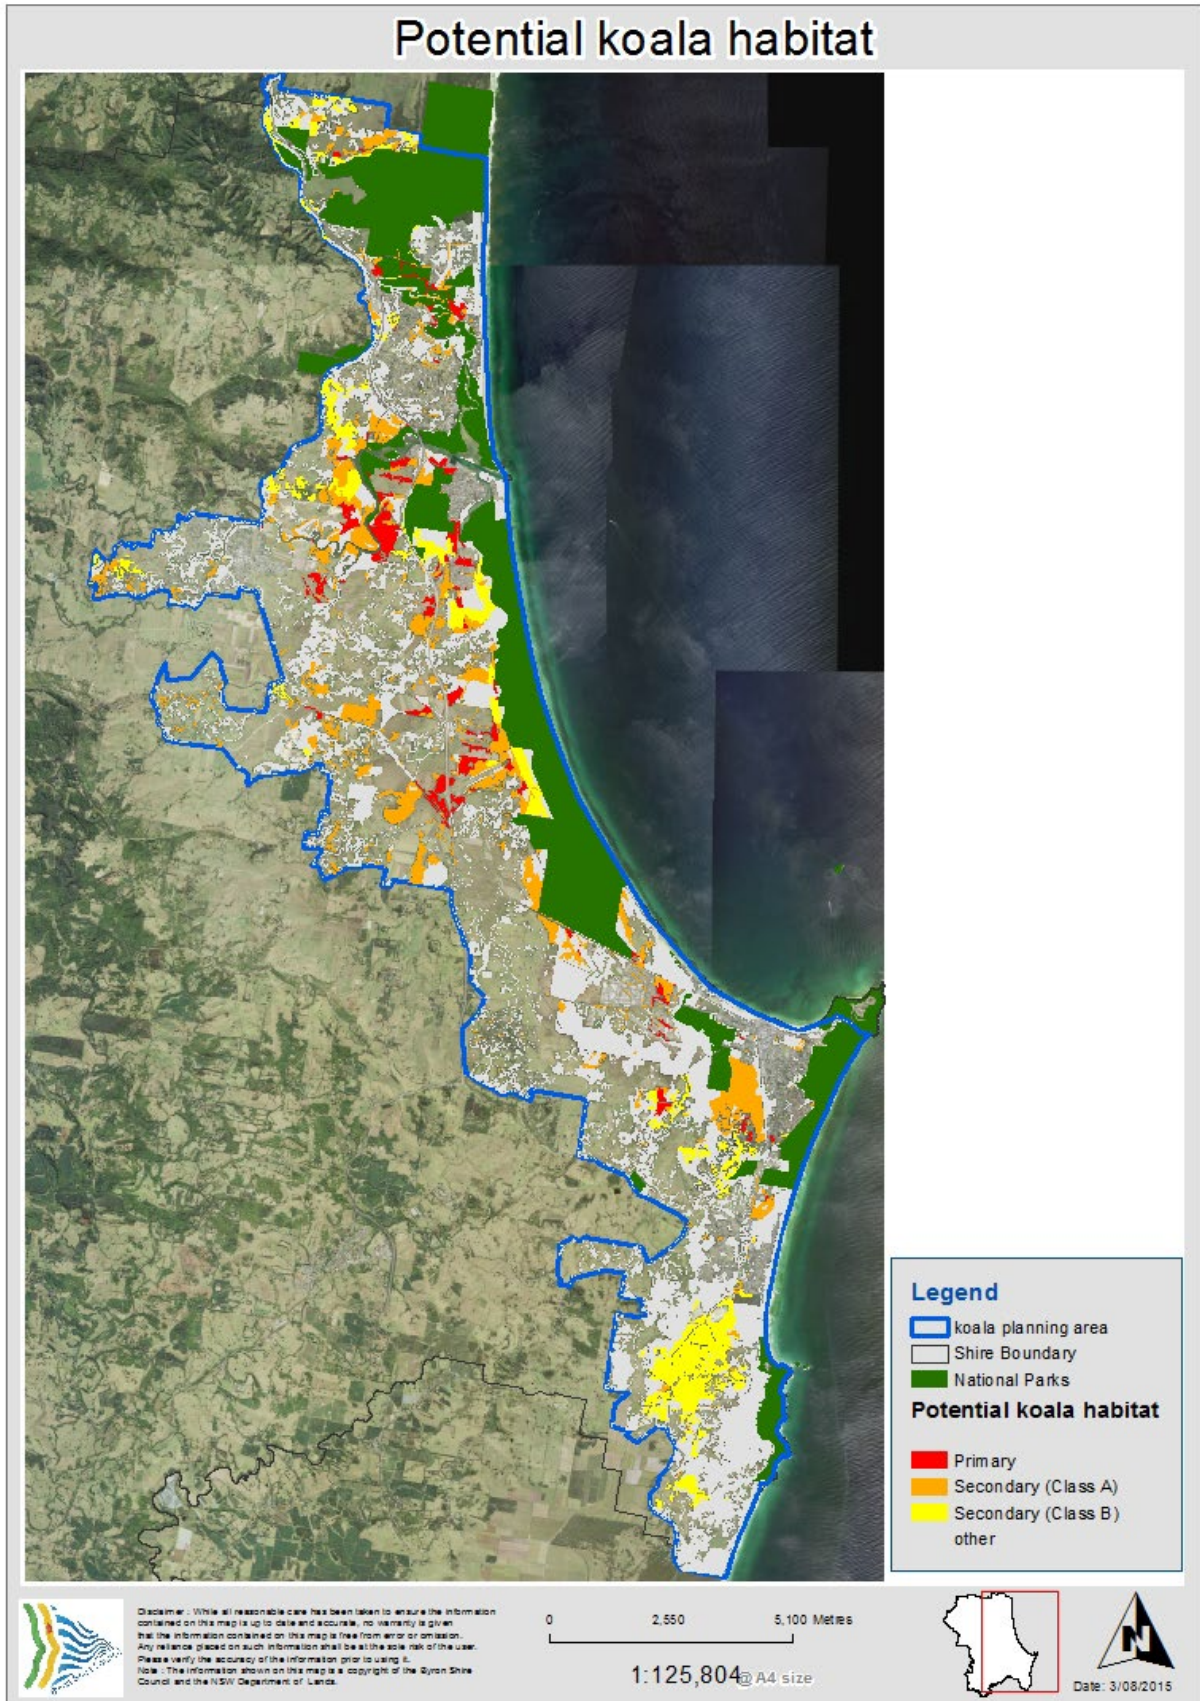 Potential koala habitat
Legend
koala planning area
Shire Boundary
National Parks
Potential koala habitat
Primary
Secondary (Class A)
Secondary (Class B)
other
Disclaimer : While all reasonable care has been taken to ensure the information
contained on this map is up to date and accurate, no warranty is given
that the information contained on this map is free from error or omission.
Any reliance placed on such information shall be at the sole risk of the user.
Please verify the accuracy of the information prior to using it.
Note : The information shown on this map is a copyright of the Byron Shire
Council and the NSW Department of Lands.
0 2,550 5,100 Metres
1:125,804 @ A4 size
N
Date: 3/08/2015